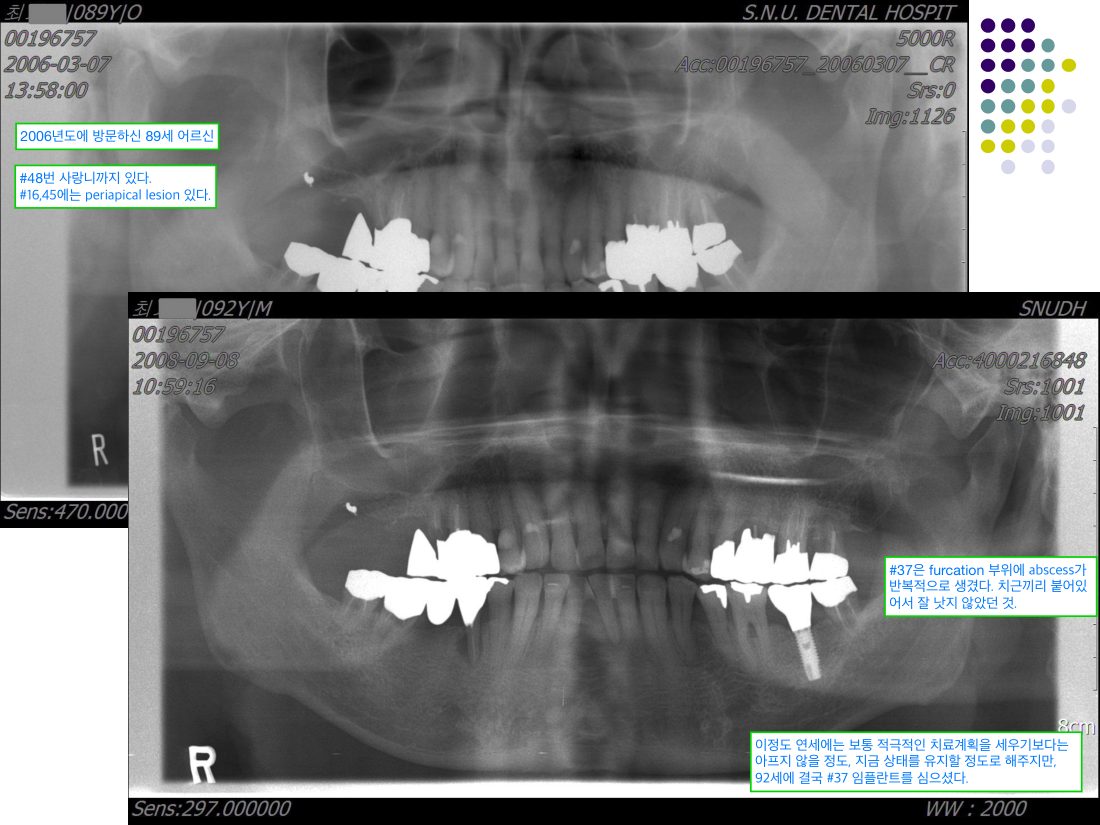 최 |089Y|O
S.N.U. DENTAL HOSPIT
00196757
5000R
2006-03-07
Acc:00196757_20060307__CR
13:58:00
Srs:0
Img:1126
2006년도에 방문하신 89세 어르신
#48번 사랑니까지 있다.
#16,45에는 periapical lesion 있다.
R
Sens:470.000
최 |092Y|M
SNUDH
00196757
2008-09-08
Acc:4000216848
10:59:16
Srs:1001
Img:1001
#37은 furcation 부위에 abscess가
반복적으로 생겼다. 치근끼리 붙어있
어서 잘 낫지 않았던 것.
8cm
이정도 연세에는 보통 적극적인 치료계획을 세우기보다는
아프지 않을 정도, 지금 상태를 유지할 정도로 해주지만,
92세에 결국 #37 임플란트를 심으셨다.
R
Sens:297.000000
WW : 2000